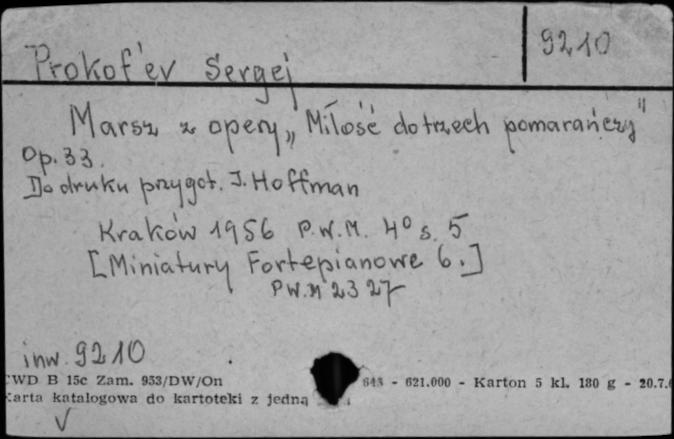 Prokof'ev Sergej
9210
Marsz z opery „Miłość do trzech pomarańczy"
Op. 33.
Do druku przygot. J. Hoffman
Kraków 1956 P.W.M. 4° s. 5
[Miniatury Fortepianowe 6.]
PWM 2327
inw. 9210
CWD B 15c Zam. 953/DW/On 643 - 621.000 - Karton 5 kl. 180 g - 20.7.6
Karta katalogowa do kartoteki z jedną